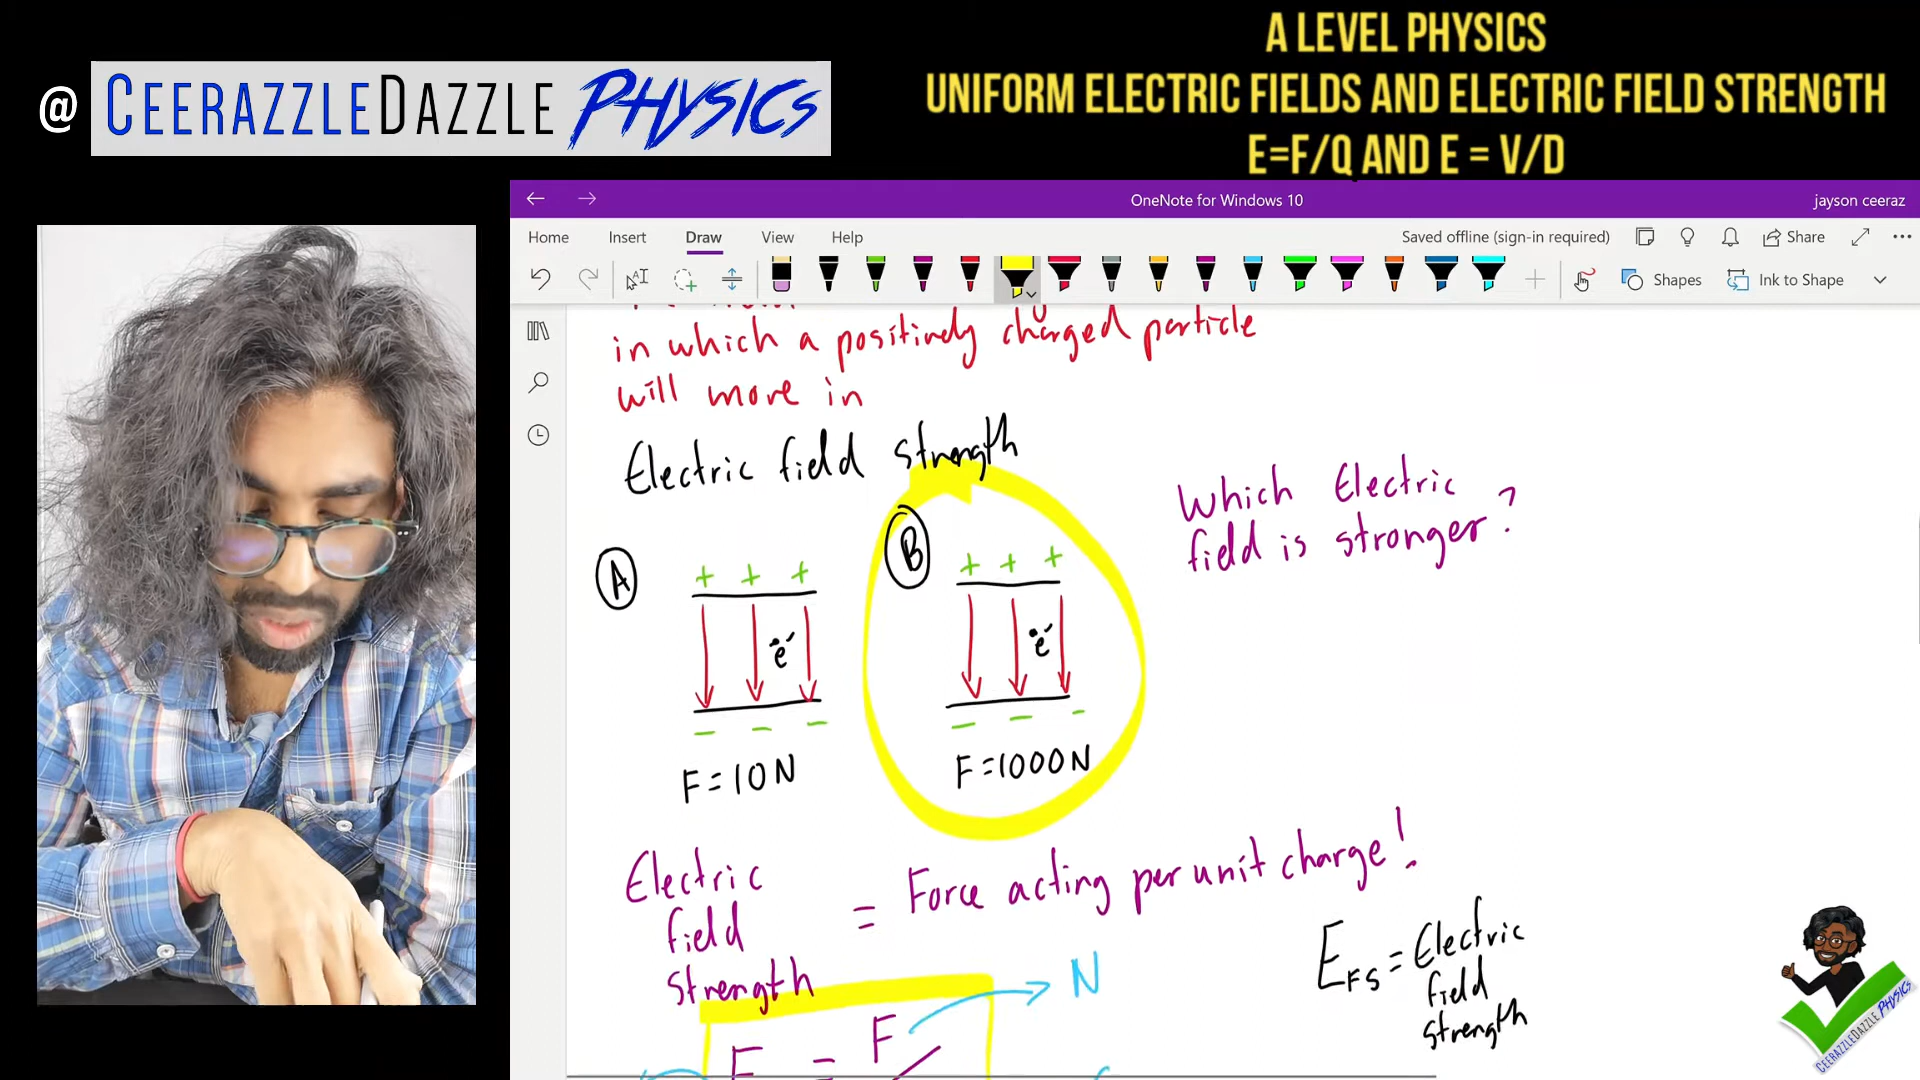 @ CEERAZZLEDAZZLE PHYSICS
A LEVEL PHYSICS
UNIFORM ELECTRIC FIELDS AND ELECTRIC FIELD STRENGTH
E=F/Q AND E = V/D
OneNote for Windows 10
jayson ceeraz
Home Insert Draw View Help
Saved offline (sign-in required)
Share
Shapes
Ink to Shape
in which a positively charged particle
will move in
Electric field strength
Which Electric
field is stronger?
A
B
+ + +
+ + +
e-
e-
- - -
- - -
F=10N
F=1000N
Electric
field
strength
= Force acting per unit charge!
N
E = F
EFS = Electric
field
strength
CEERAZZLEDAZZLE PHYSICS